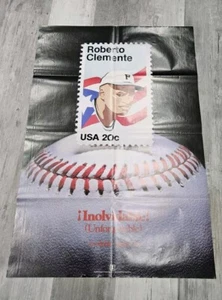 Roberto
Clemente
USA 20c
¡Inolvidable!
(Unforgettable)